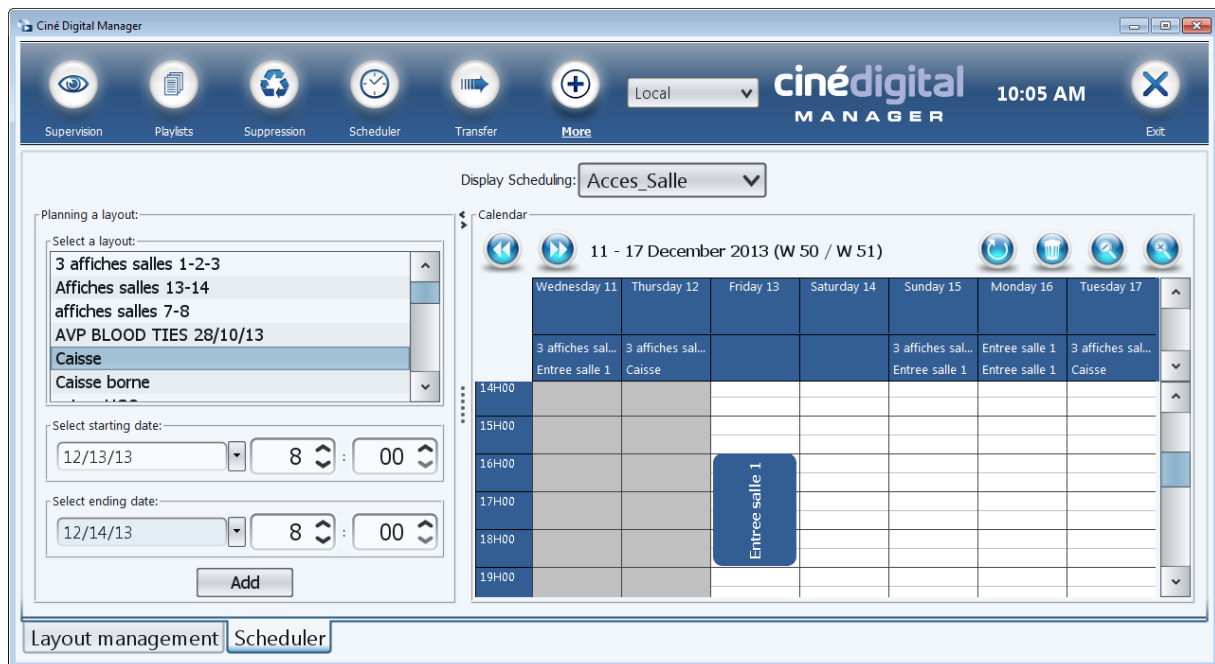 Ciné Digital Manager
Supervision Playlists Suppression Scheduler Transfer More Local cinédigital MANAGER 10:05 AM Exit
Display Scheduling: Acces_Salle
Planning a layout:
Select a layout:
3 affiches salles 1-2-3
Affiches salles 13-14
affiches salles 7-8
AVP BLOOD TIES 28/10/13
Caisse
Caisse borne
Select starting date:
12/13/13 8 : 00
Select ending date:
12/14/13 8 : 00
Add
Calendar
11 - 17 December 2013 (W 50 / W 51)
Wednesday 11 Thursday 12 Friday 13 Saturday 14 Sunday 15 Monday 16 Tuesday 17
3 affiches sal... 3 affiches sal... 3 affiches sal... Entree salle 1 3 affiches sal...
Entree salle 1 Caisse Entree salle 1 Entree salle 1 Caisse
14H00
15H00
16H00
17H00
18H00
19H00
Entree salle 1
Layout management Scheduler